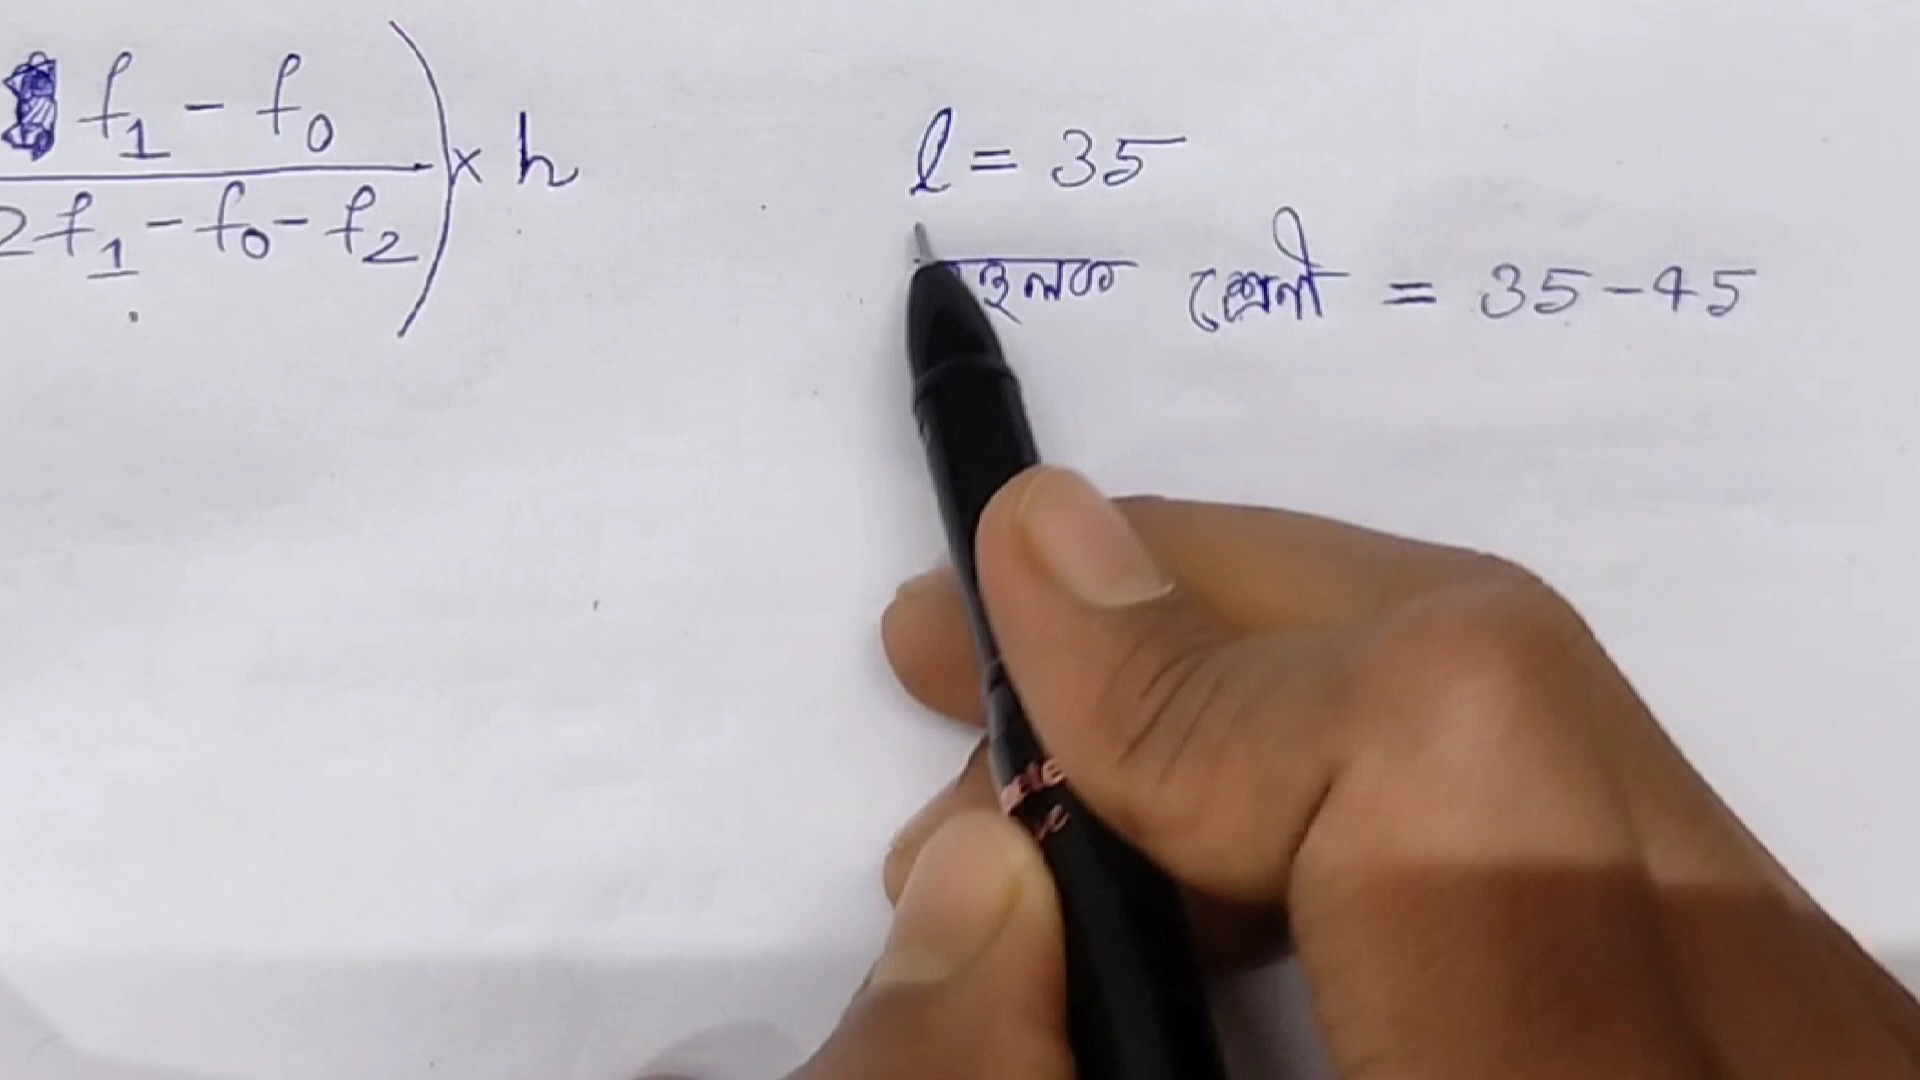 f₁ - f₀
2f₁ - f₀ - f₂ ) × h
l = 35
শ্রেনী = 35-45